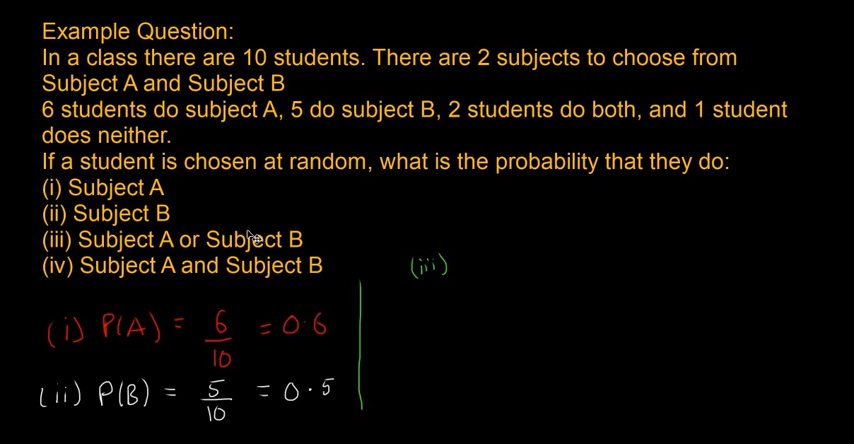 Example Question:
In a class there are 10 students. There are 2 subjects to choose from
Subject A and Subject B
6 students do subject A, 5 do subject B, 2 students do both, and 1 student
does neither.
If a student is chosen at random, what is the probability that they do:
(i) Subject A
(ii) Subject B
(iii) Subject A or Subject B
(iv) Subject A and Subject B
(iii)
(i) P(A) = 6/10 = 0.6
(ii) P(B) = 5/10 = 0.5